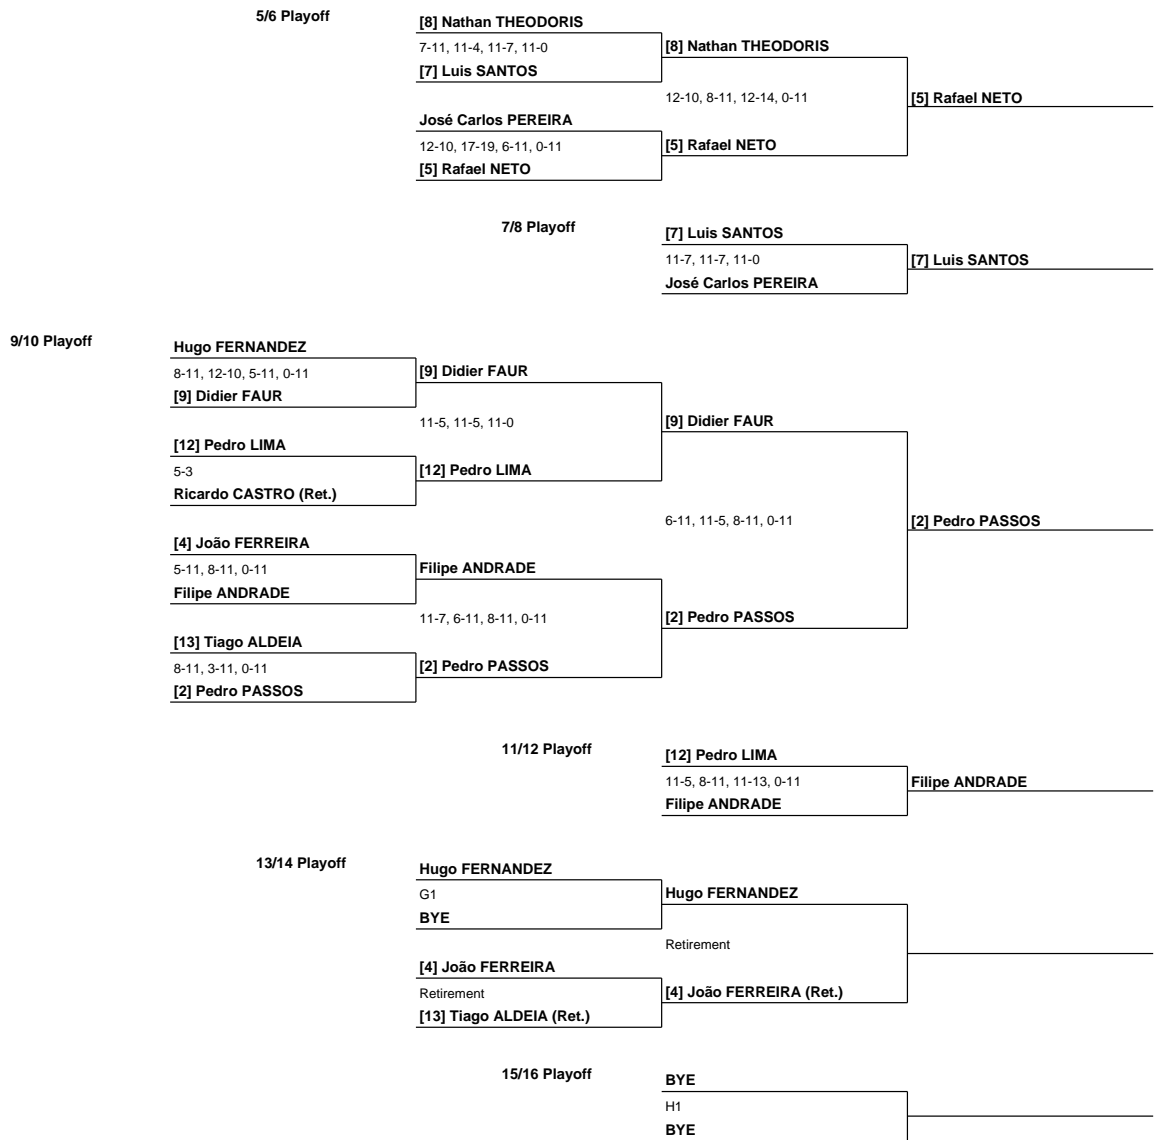 5/6 Playoff
[8] Nathan THEODORIS
7-11, 11-4, 11-7, 11-0
[7] Luis SANTOS
[8] Nathan THEODORIS
12-10, 8-11, 12-14, 0-11
[5] Rafael NETO
José Carlos PEREIRA
12-10, 17-19, 6-11, 0-11
[5] Rafael NETO
[5] Rafael NETO
7/8 Playoff
[7] Luis SANTOS
11-7, 11-7, 11-0
José Carlos PEREIRA
[7] Luis SANTOS
9/10 Playoff
Hugo FERNANDEZ
8-11, 12-10, 5-11, 0-11
[9] Didier FAUR
[9] Didier FAUR
11-5, 11-5, 11-0
[9] Didier FAUR
[12] Pedro LIMA
5-3
Ricardo CASTRO (Ret.)
[12] Pedro LIMA
6-11, 11-5, 8-11, 0-11
[2] Pedro PASSOS
[4] João FERREIRA
5-11, 8-11, 0-11
Filipe ANDRADE
Filipe ANDRADE
11-7, 6-11, 8-11, 0-11
[2] Pedro PASSOS
[13] Tiago ALDEIA
8-11, 3-11, 0-11
[2] Pedro PASSOS
[2] Pedro PASSOS
11/12 Playoff
[12] Pedro LIMA
11-5, 8-11, 11-13, 0-11
Filipe ANDRADE
Filipe ANDRADE
13/14 Playoff
Hugo FERNANDEZ
G1
BYE
Hugo FERNANDEZ
Retirement
[4] João FERREIRA
Retirement
[13] Tiago ALDEIA (Ret.)
[4] João FERREIRA (Ret.)
15/16 Playoff
BYE
H1
BYE